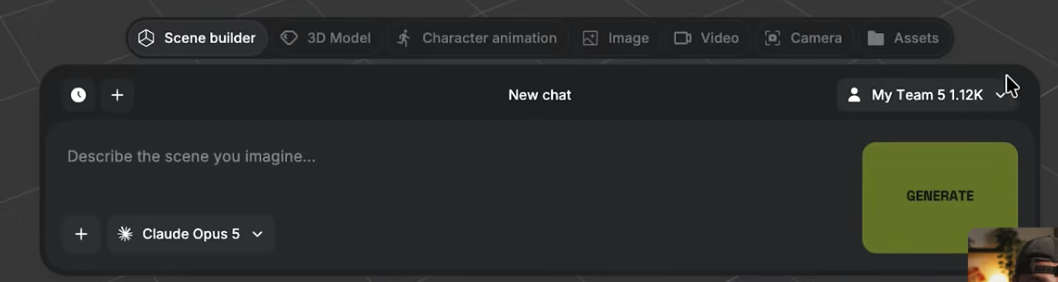 Scene builder
3D Model
Character animation
Image
Video
Camera
Assets
New chat
My Team 5 1.12K
Describe the scene you imagine...
GENERATE
Claude Opus 5